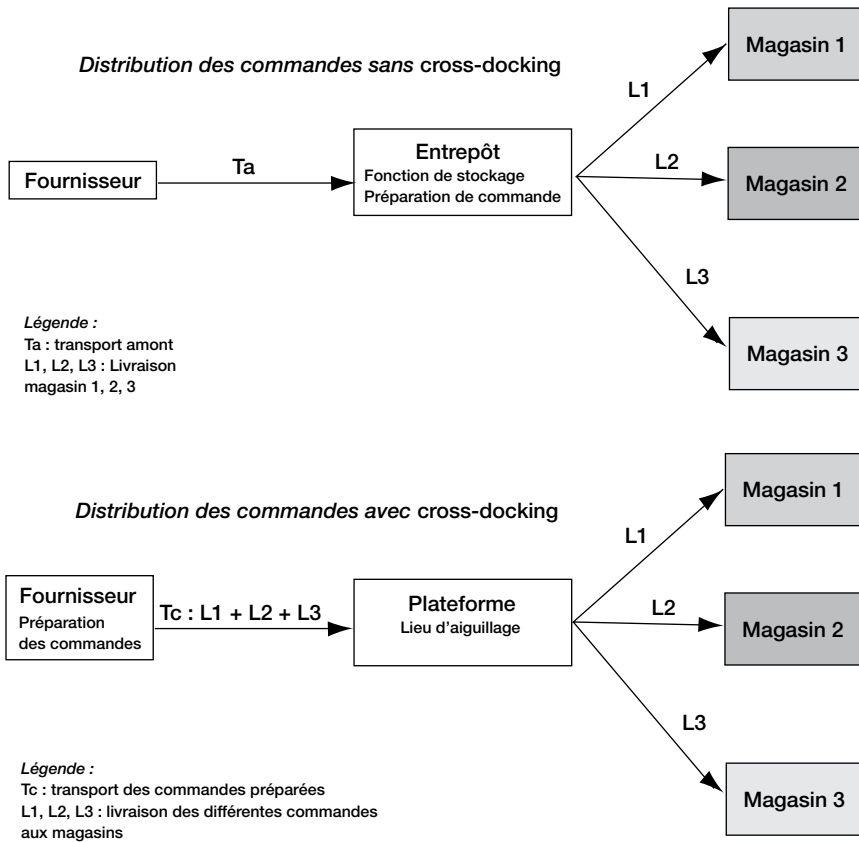 Distribution des commandes sans cross-docking
Magasin 1
L1
Fournisseur
Ta
Entrepôt
Fonction de stockage
Préparation de commande
L2
Magasin 2
L3
Magasin 3
Légende :
Ta : transport amont
L1, L2, L3 : Livraison
magasin 1, 2, 3
Distribution des commandes avec cross-docking
Magasin 1
L1
Fournisseur
Préparation
des commandes
Tc : L1 + L2 + L3
Plateforme
Lieu d'aiguillage
L2
Magasin 2
L3
Magasin 3
Légende :
Tc : transport des commandes préparées
L1, L2, L3 : livraison des différentes commandes
aux magasins